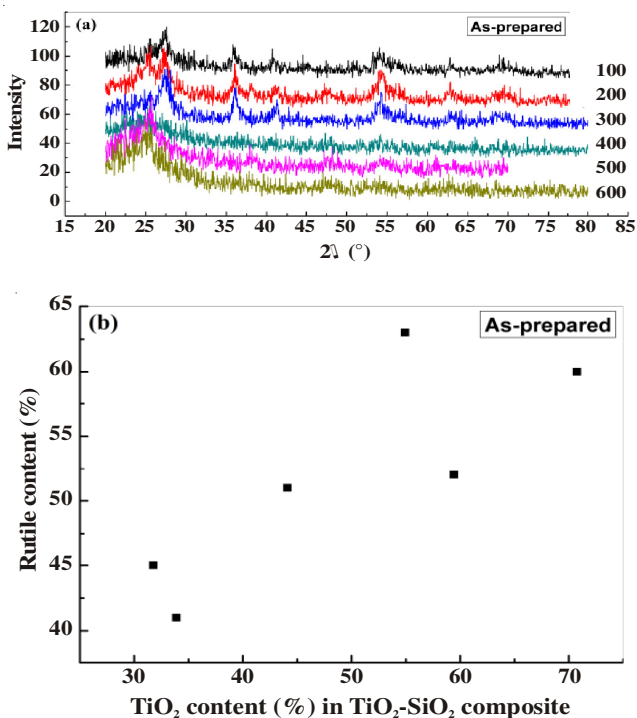 (a)
As-prepared
120
100
80
60
40
20
0
Intensity
100
200
300
400
500
600
15 20 25 30 35 40 45 50 55 60 65 70 75 80 85
(°)
(b)
As-prepared
65
60
55
50
45
40
Rutile content (%)
30 40 50 60 70
TiO₂ content (%) in TiO₂-SiO₂ composite